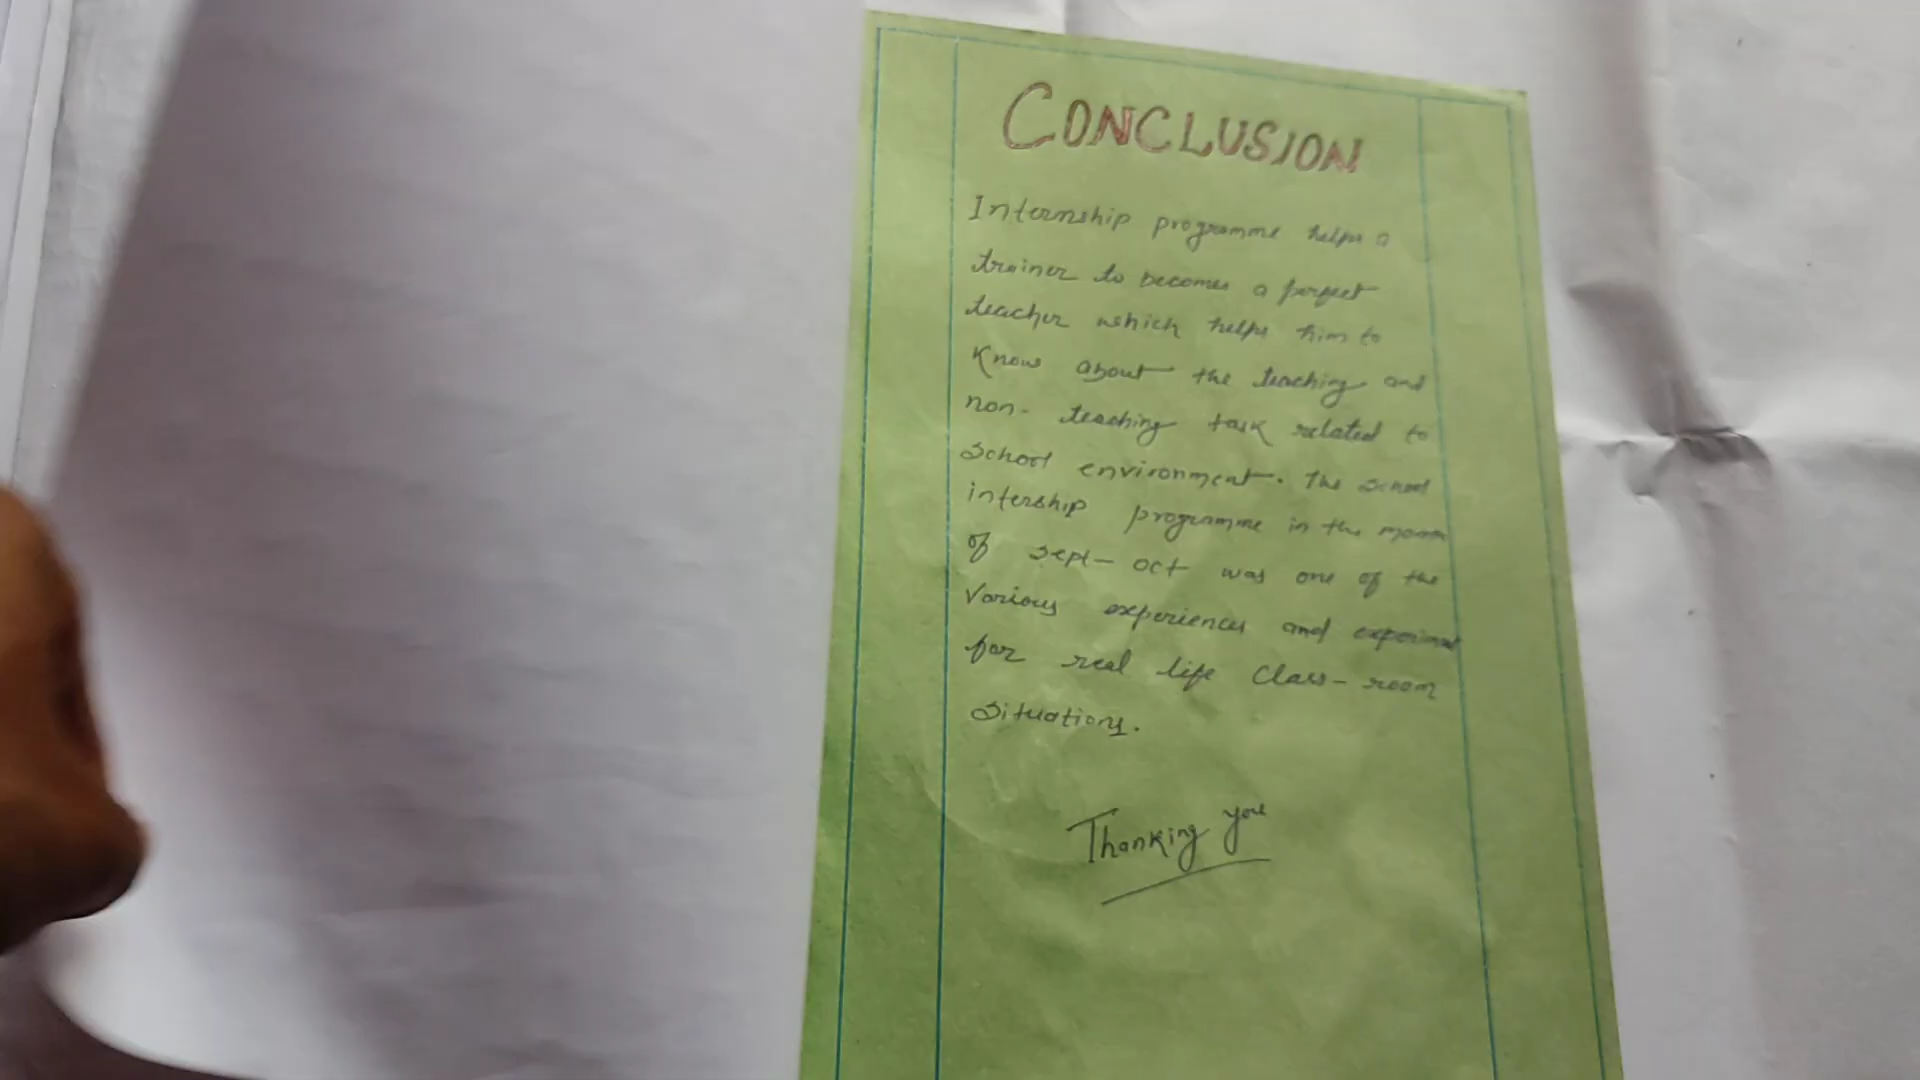 CONCLUSION
Internship programme helps a
trainer to becomes a perfect
teacher which helps him to
Know about the teaching and
non- teaching task related to
School environment. The School
intership programme in the month
of sept- oct was one of the
Various experiences and
for real life Class-room
Situations.
Thanking you